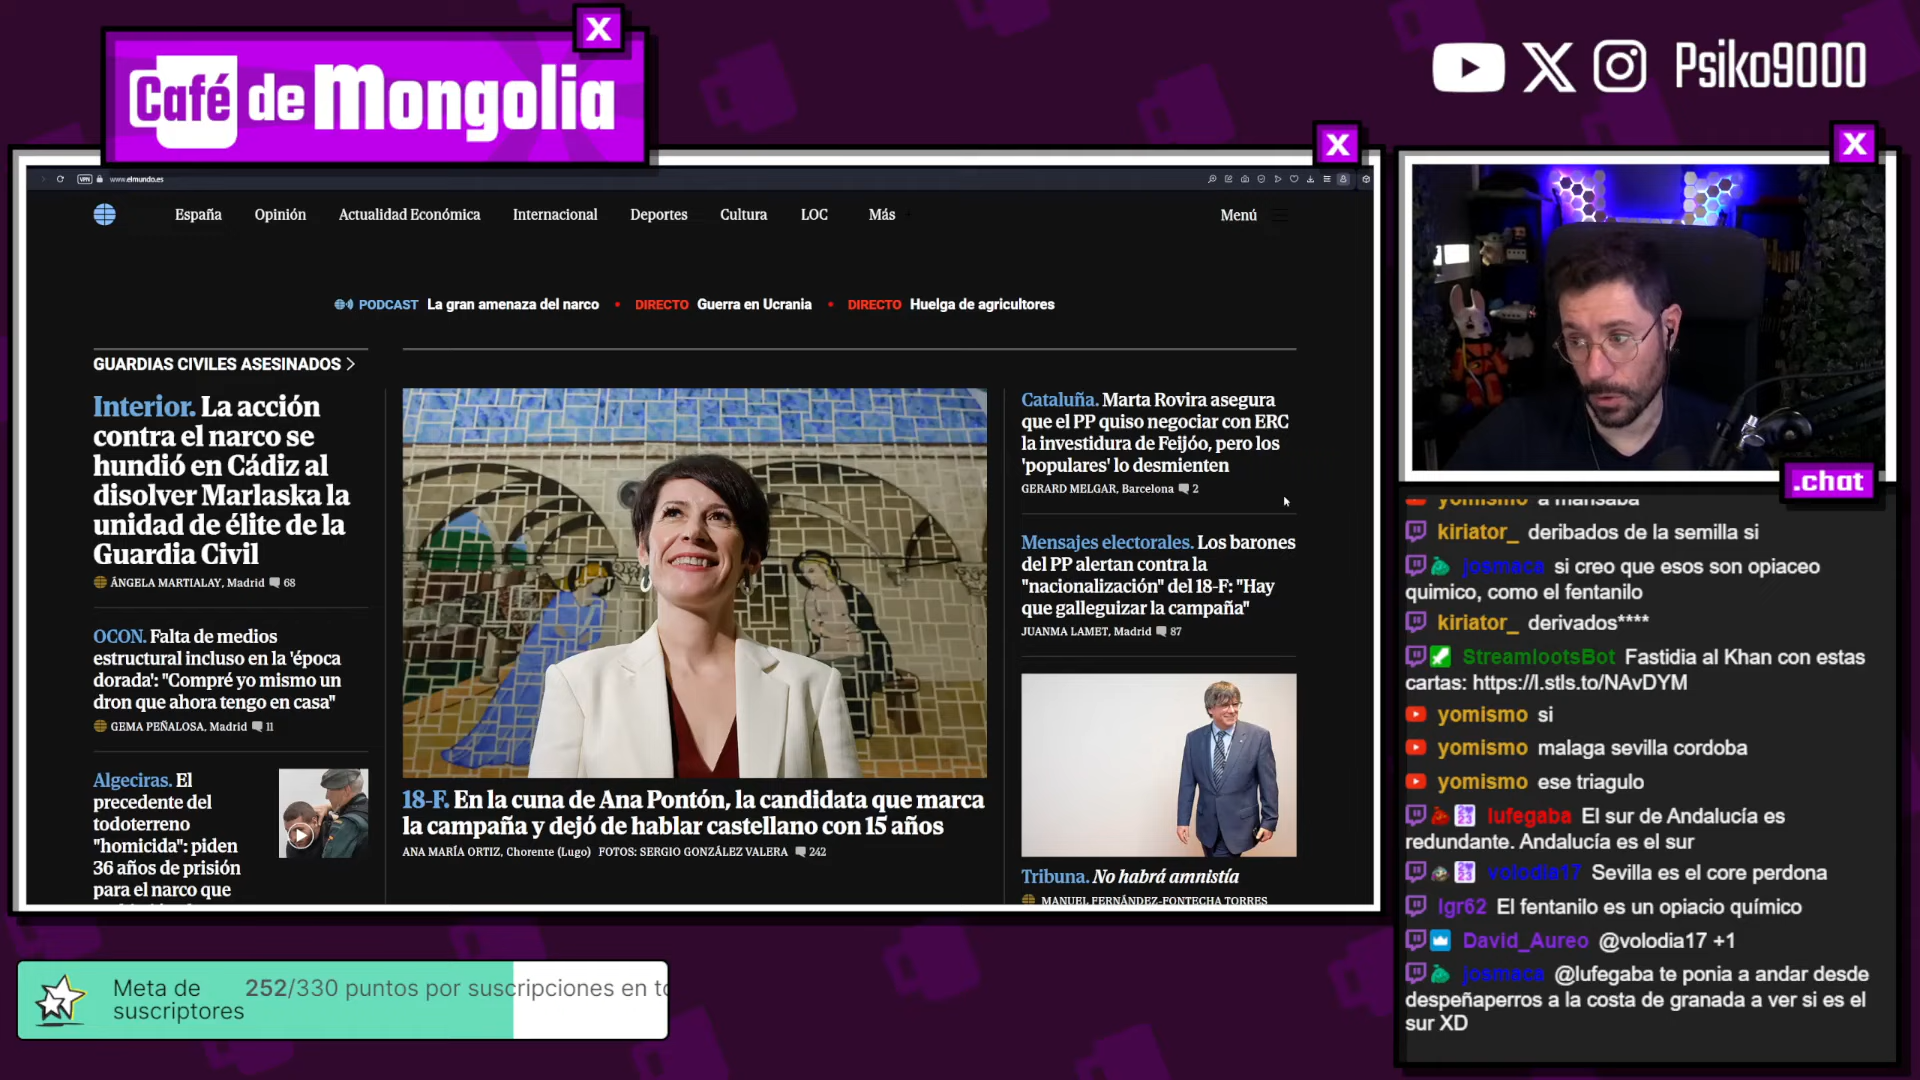 X
Café de Mongolia
Psiko9000
X
X
VPN www.elmundo.es
España Opinión Actualidad Económica Internacional Deportes Cultura LOC Más Menú
PODCAST La gran amenaza del narco • DIRECTO Guerra en Ucrania • DIRECTO Huelga de agricultores
GUARDIAS CIVILES ASESINADOS >
Interior. La acción
contra el narco se
hundió en Cádiz al
disolver Marlaska la
unidad de élite de la
Guardia Civil
ÁNGELA MARTIALAY, Madrid 68
OCON. Falta de medios
estructural incluso en la 'época
dorada': "Compré yo mismo un
dron que ahora tengo en casa"
GEMA PEÑALOSA, Madrid 11
Algeciras. El
precedente del
todoterreno
"homicida": piden
36 años de prisión
para el narco que
18-F. En la cuna de Ana Pontón, la candidata que marca
la campaña y dejó de hablar castellano con 15 años
ANA MARÍA ORTIZ, Chorente (Lugo) FOTOS: SERGIO GONZÁLEZ VALERA 242
Cataluña. Marta Rovira asegura
que el PP quiso negociar con ERC
la investidura de Feijóo, pero los
'populares' lo desmienten
GERARD MELGAR, Barcelona 2
Mensajes electorales. Los barones
del PP alertan contra la
"nacionalización" del 18-F: "Hay
que galleguizar la campaña"
JUANMA LAMET, Madrid 87
Tribuna. No habrá amnistía
MANUEL FERNÁNDEZ-FONTECHA TORRES
.chat
yomismo a mansaba
kiriator_ deribados de la semilla si
josmaca si creo que esos son opiaceo
quimico, como el fentanilo
kiriator_ derivados****
StreamlootsBot Fastidia al Khan con estas
cartas: https://l.stls.to/NAvDYM
yomismo si
yomismo malaga sevilla cordoba
yomismo ese triagulo
lufegaba El sur de Andalucía es
redundante. Andalucía es el sur
volodia17 Sevilla es el core perdona
lgr62 El fentanilo es un opiacio químico
David_Aureo @volodia17 +1
josmaca @lufegaba te ponia a andar desde
despeñaperros a la costa de granada a ver si es el
sur XD
Meta de
suscriptores
252/330 puntos por suscripciones en to